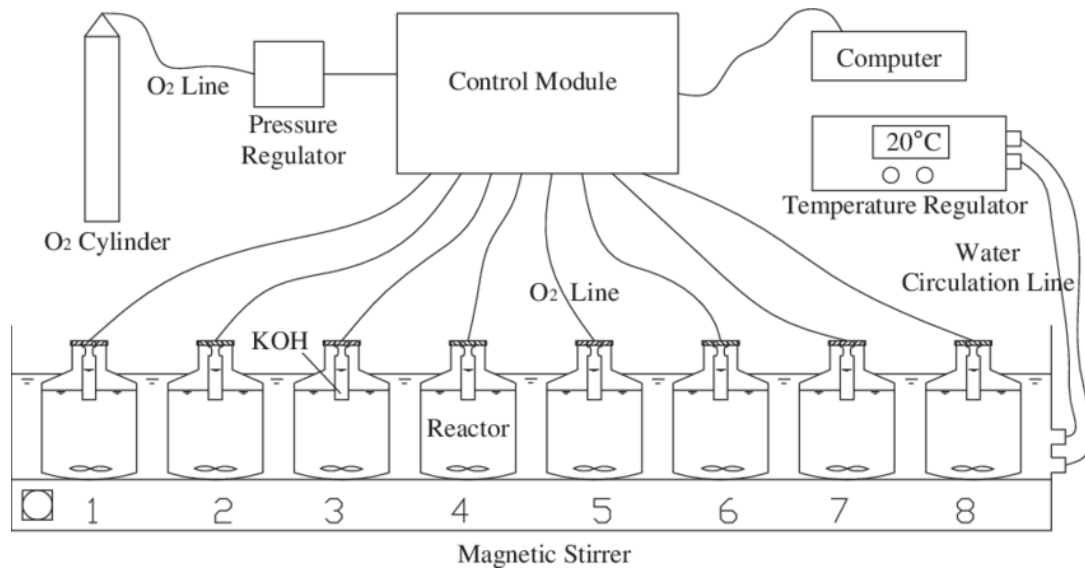 O2 Line
Pressure
Regulator
O2 Cylinder
Control Module
Computer
20°C
Temperature Regulator
Water
Circulation Line
O2 Line
KOH
Reactor
1 2 3 4 5 6 7 8
Magnetic Stirrer